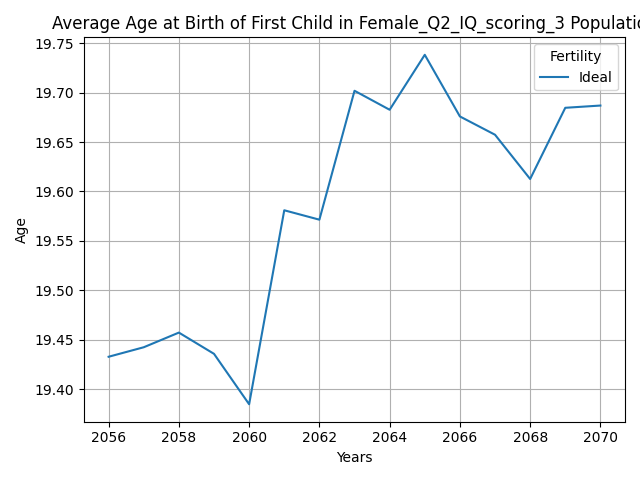 Average Age at Birth of First Child in Female_Q2_IQ_scoring_3 Populatio
19.75
19.70
19.65
19.60
19.55
19.50
19.45
19.40
Age
Fertility
Ideal
2056 2058 2060 2062 2064 2066 2068 2070
Years